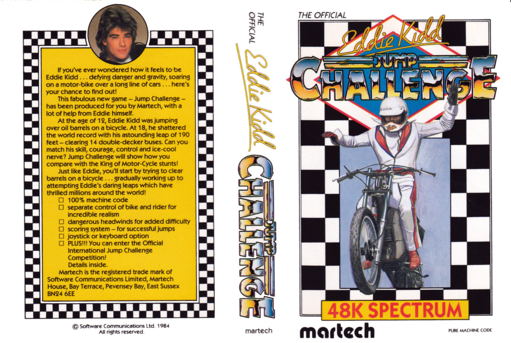 If you've ever wondered how it feels to be
Eddie Kidd . . . defying danger and gravity, soaring
on a motor-bike over a long line of cars . . . here's
your chance to find out!
This fabulous new game – Jump Challenge –
has been produced for you by Martech, with a
lot of help from Eddie himself.
At the age of 12, Eddie Kidd was jumping
over oil barrels on a bicycle. At 18, he shattered
the world record with his astounding leap of 190
feet – clearing 14 double-decker buses. Can you
match his skill, courage, control and ice-cool
nerve? Jump Challenge will show how you
compare with the King of Motor-Cycle stunts!
Just like Eddie, you'll start by trying to clear
barrels on a bicycle . . . gradually working up to
attempting Eddie's daring leaps which have
thrilled millions around the world!
□ 100% machine code
□ separate control of bike and rider for
incredible realism
□ dangerous headwinds for added difficulty
□ scoring system – for successful jumps
□ joystick or keyboard option
□ PLUS!!! You can enter the Official
International Jump Challenge
Competition!
Details inside.
Martech is the registered trade mark of
Software Communications Limited, Martech
House, Bay Terrace, Pevensey Bay, East Sussex
BN24 6EE
© Software Communications Ltd. 1984
All rights reserved.
THE
OFFICIAL
Eddie Kidd
JUMP
CHALLENGE
martech
THE OFFICIAL
Eddie Kidd
JUMP
CHALLENGE
48K SPECTRUM
martech
PURE MACHINE CODE